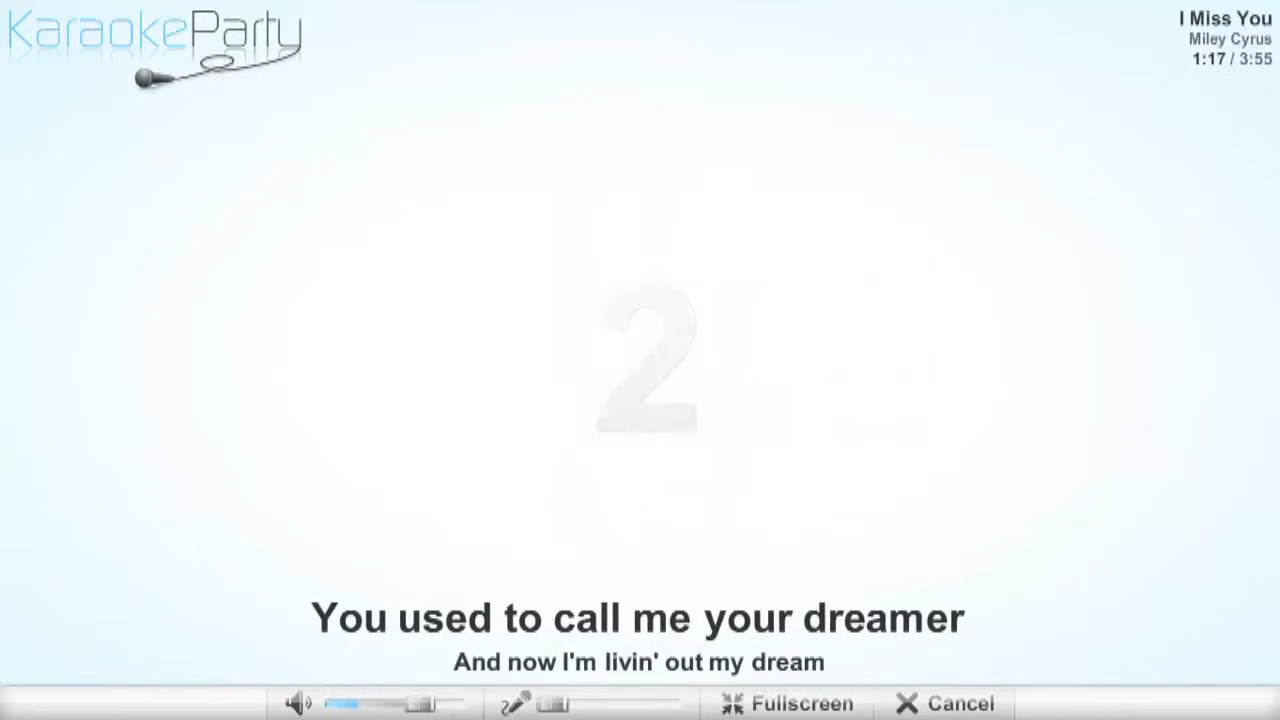 KaraokeParty
I Miss You
Miley Cyrus
1:17 / 3:55
2
You used to call me your dreamer
And now I'm livin' out my dream
Fullscreen
Cancel